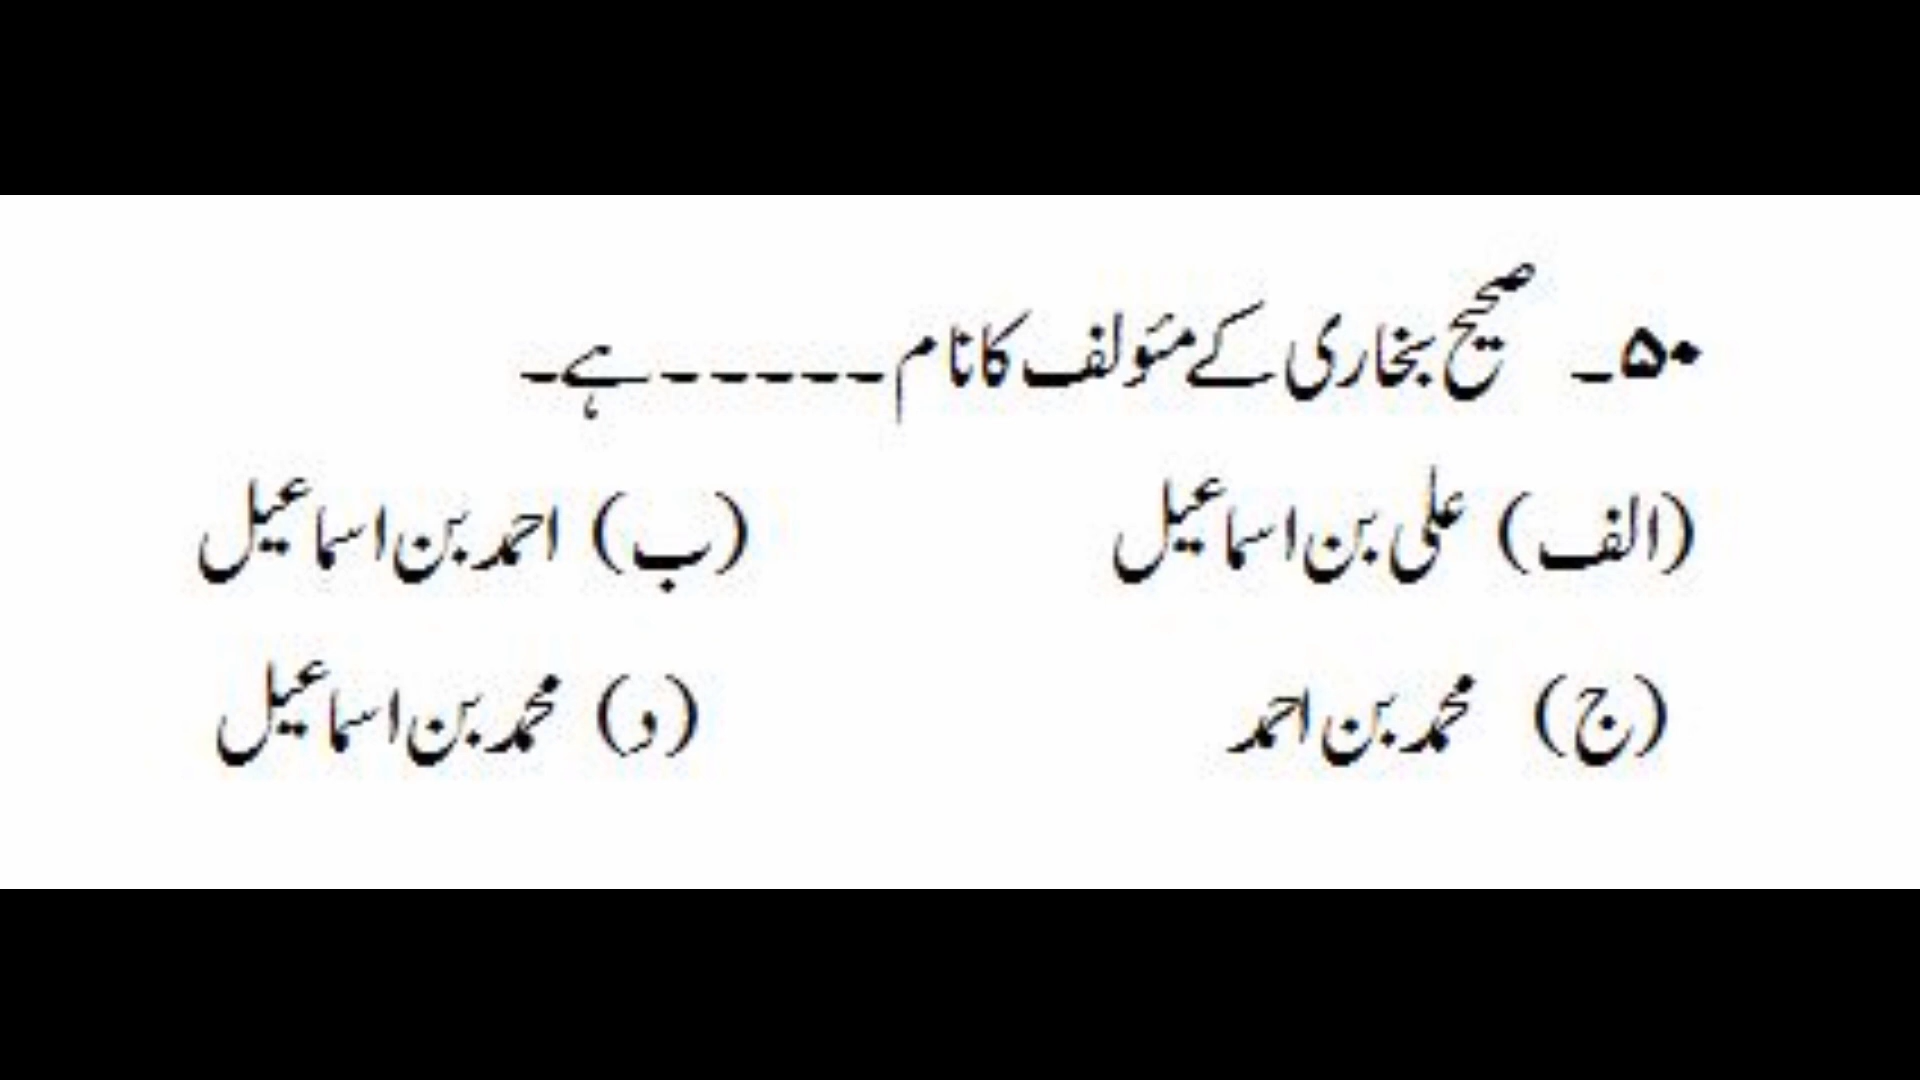 ۵۰۔ صحیح بخاری کے مئولف کا نام ۔۔۔۔۔۔ ہے۔
(الف) علی بن اسماعیل (ب) احمد بن اسماعیل
(ج) محمد بن احمد (د) محمد بن اسماعیل